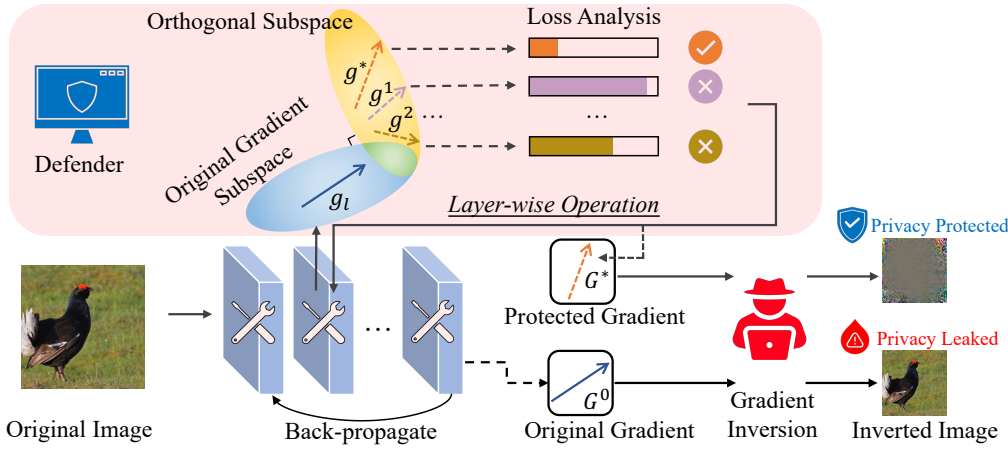 Orthogonal Subspace
Loss Analysis
g*
g¹
g²
...
...
Defender
Original Gradient
Subspace
g_l
Layer-wise Operation
Privacy Protected
G*
Protected Gradient
...
Privacy Leaked
G⁰
Original Image
Back-propagate
Original Gradient
Gradient
Inversion
Inverted Image